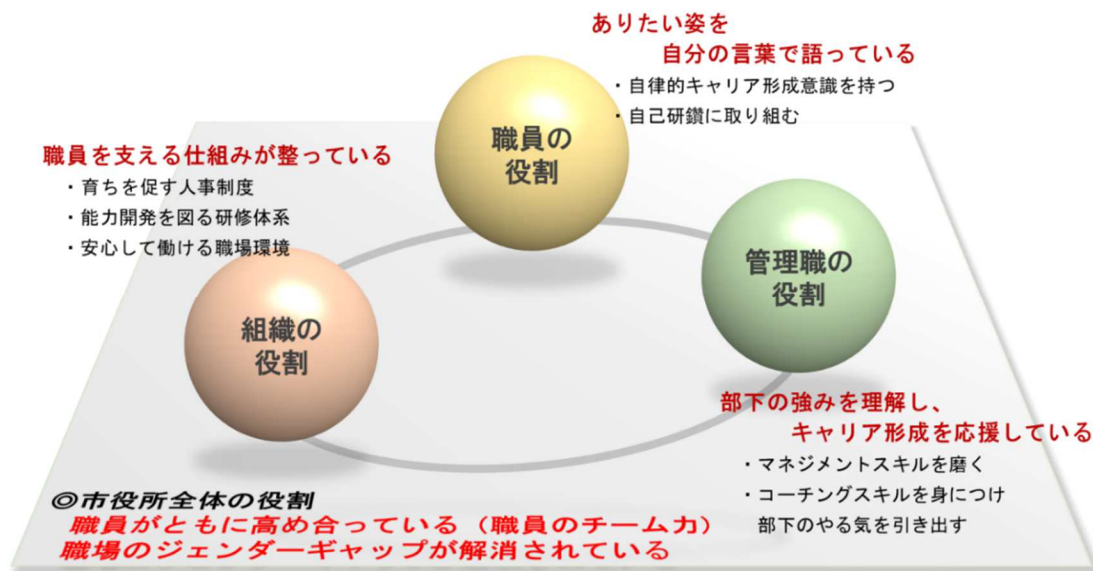 ありたい姿を
自分の言葉で語っている
・自律的キャリア形成意識を持つ
・自己研鑽に取り組む
職員の
役割
職員を支える仕組みが整っている
・育ちを促す人事制度
・能力開発を図る研修体系
・安心して働ける職場環境
組織の
役割
管理職の
役割
部下の強みを理解し、
キャリア形成を応援している
・マネジメントスキルを磨く
・コーチングスキルを身につけ
部下のやる気を引き出す
◎市役所全体の役割
職員がともに高め合っている（職員のチーム力）
職場のジェンダーギャップが解消されている